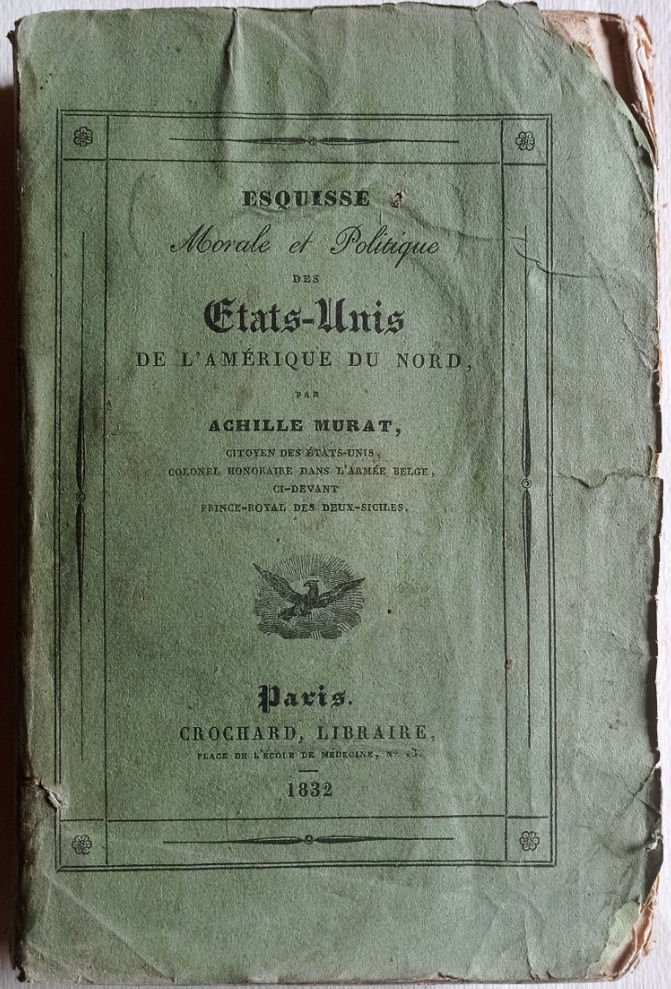 ESQUISSE
Morale et Politique
DES
Etats-Unis
DE L'AMÉRIQUE DU NORD,
PAR
ACHILLE MURAT,
CITOYEN DES ÉTATS-UNIS,
COLONEL HONORAIRE DANS L'ARMÉE BELGE,
CI-DEVANT
PRINCE-ROYAL DES DEUX-SICILES.
Paris.
CROCHARD, LIBRAIRE,
PLACE DE L'ÉCOLE DE MÉDECINE, No
1832